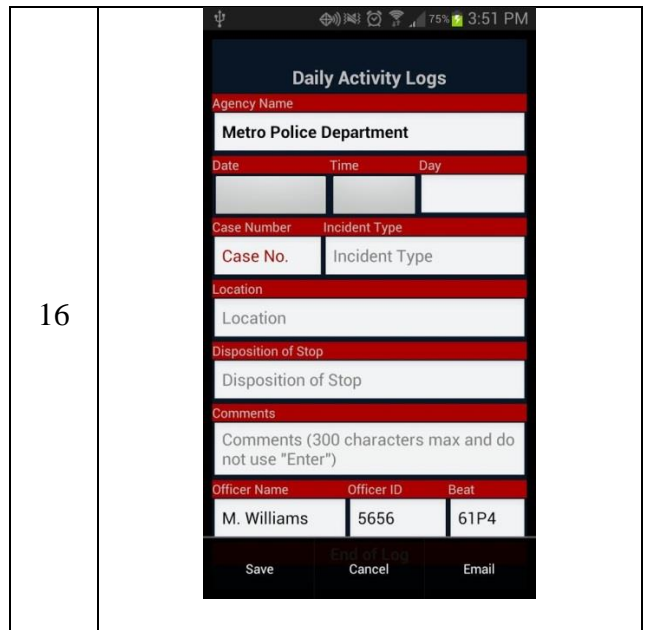 16
75% 3:51 PM
Daily Activity Logs
Agency Name
Metro Police Department
Date Time Day
Case Number Incident Type
Case No. Incident Type
Location
Location
Disposition of Stop
Disposition of Stop
Comments
Comments (300 characters max and do
not use "Enter")
Officer Name Officer ID Beat
M. Williams 5656 61P4
End of Log
Save Cancel Email